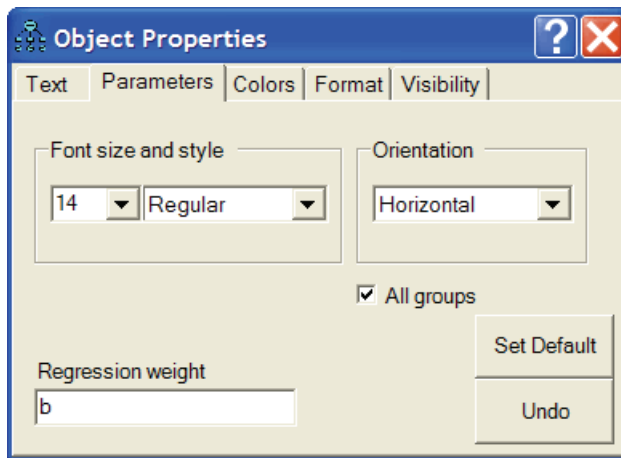 Object Properties
Text Parameters Colors Format Visibility
Font size and style Orientation
14 Regular Horizontal
All groups
Set Default
Regression weight
b
Undo